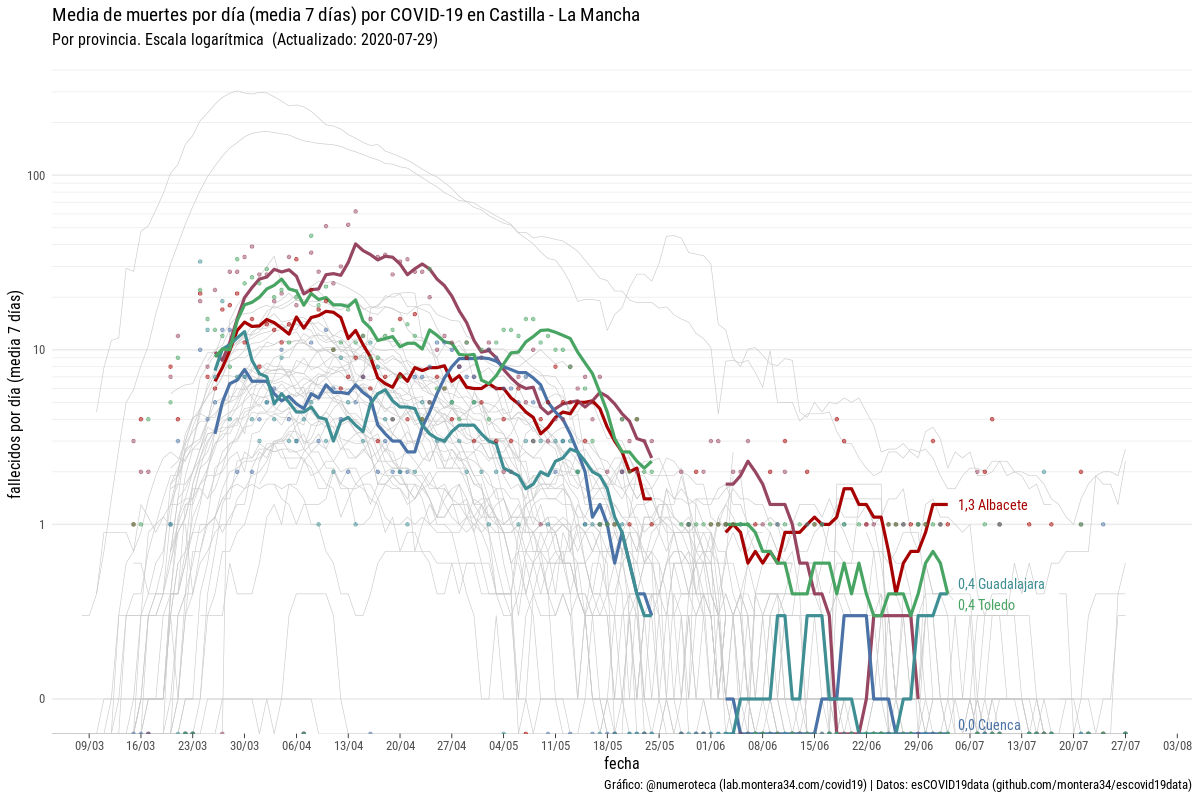 Media de muertes por día (media 7 días) por COVID-19 en Castilla - La Mancha
Por provincia. Escala logarítmica (Actualizado: 2020-07-29)
100
10
1
0
fallecidos por día (media 7 días)
1,3 Albacete
0,4 Guadalajara
0,4 Toledo
0,0 Cuenca
09/03 16/03 23/03 30/03 06/04 13/04 20/04 27/04 04/05 11/05 18/05 25/05 01/06 08/06 15/06 22/06 29/06 06/07 13/07 20/07 27/07 03/08
fecha
Gráfico: @numeroteca (lab.montera34.com/covid19) | Datos: esCOVID19data (github.com/montera34/escovid19data)